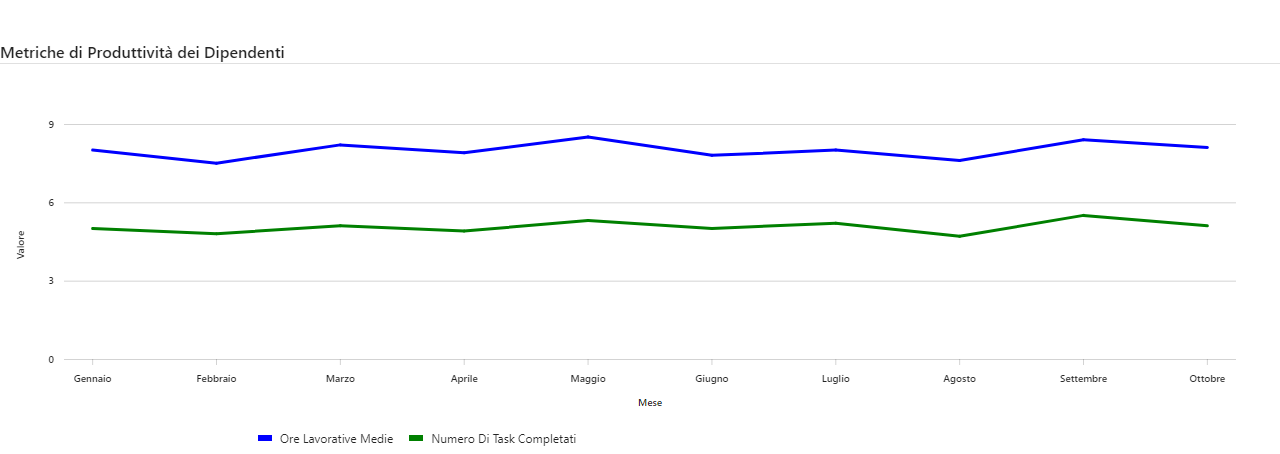 Metriche di Produttività dei Dipendenti
9
6
3
0
Valore
Gennaio Febbraio Marzo Aprile Maggio Giugno Luglio Agosto Settembre Ottobre
Mese
Ore Lavorative Medie Numero Di Task Completati